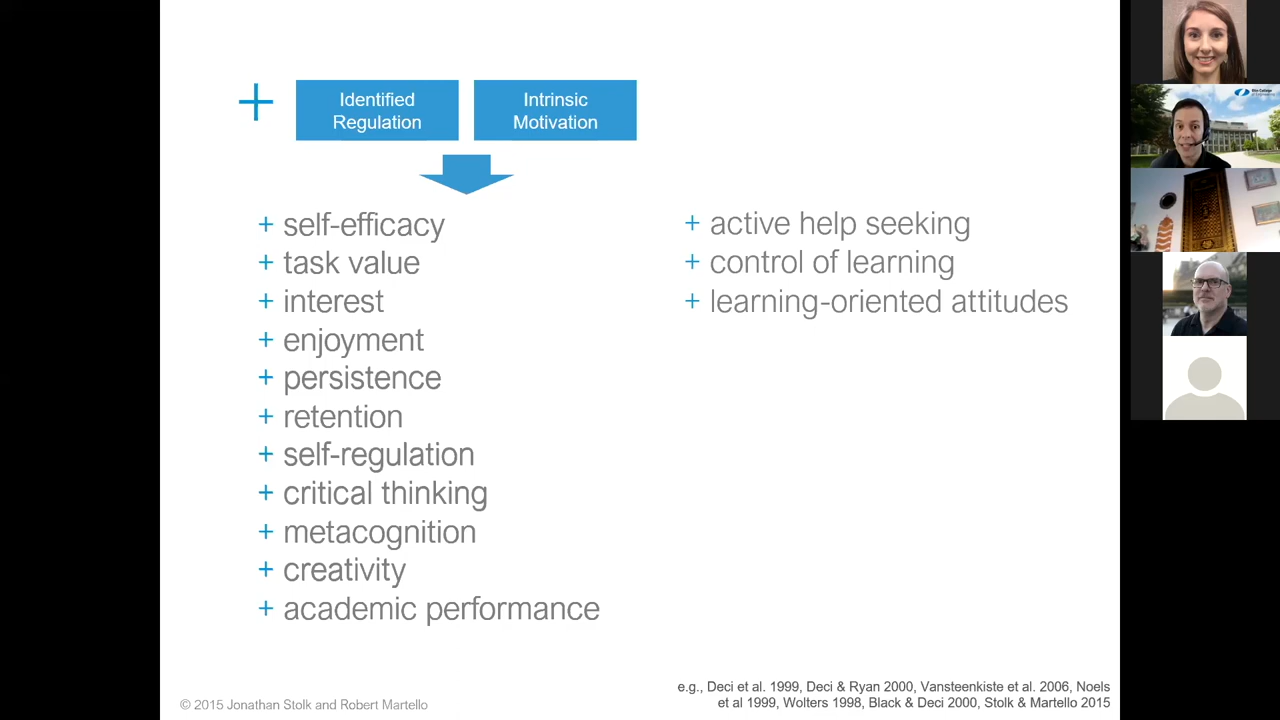 +
Identified
Regulation
Intrinsic
Motivation
+ self-efficacy
+ task value
+ interest
+ enjoyment
+ persistence
+ retention
+ self-regulation
+ critical thinking
+ metacognition
+ creativity
+ academic performance
+ active help seeking
+ control of learning
+ learning-oriented attitudes
e.g., Deci et al. 1999, Deci & Ryan 2000, Vansteenkiste et al. 2006, Noels
et al 1999, Wolters 1998, Black & Deci 2000, Stolk & Martello 2015
© 2015 Jonathan Stolk and Robert Martello